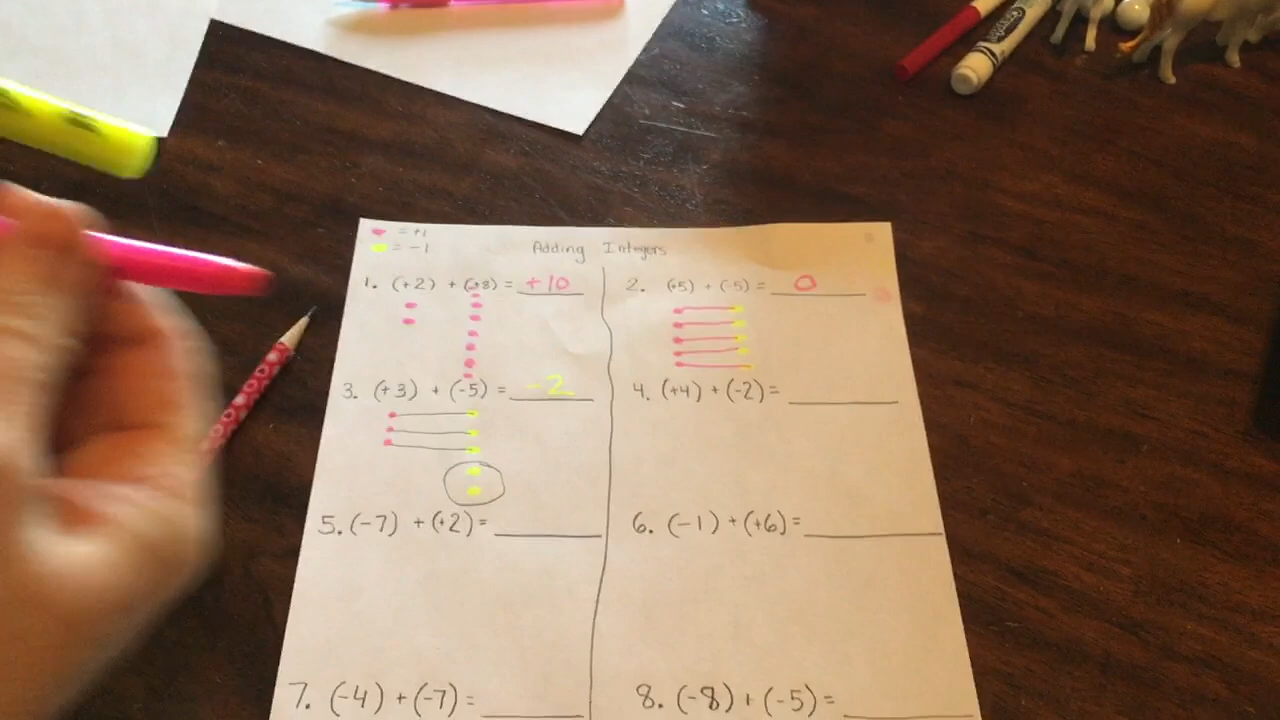 = +1
= -1
Adding Integers
1. (+2) + (+8) = +10
2. (+5) + (-5) = 0
3. (+3) + (-5) = -2
4. (+4) + (-2) =
5. (-7) + (+2) =
6. (-1) + (+6) =
7. (-4) + (-7) =
8. (-8) + (-5) =